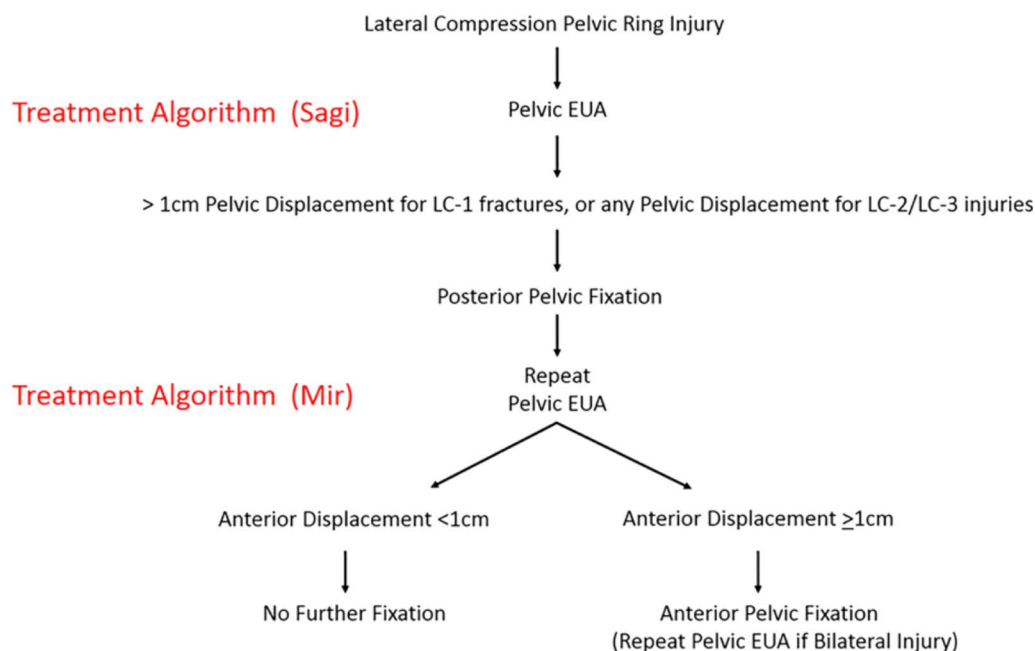 Lateral Compression Pelvic Ring Injury
Treatment Algorithm (Sagi)
Pelvic EUA
> 1cm Pelvic Displacement for LC-1 fractures, or any Pelvic Displacement for LC-2/LC-3 injuries
Posterior Pelvic Fixation
Treatment Algorithm (Mir)
Repeat
Pelvic EUA
Anterior Displacement <1cm
Anterior Displacement ≥1cm
No Further Fixation
Anterior Pelvic Fixation
(Repeat Pelvic EUA if Bilateral Injury)